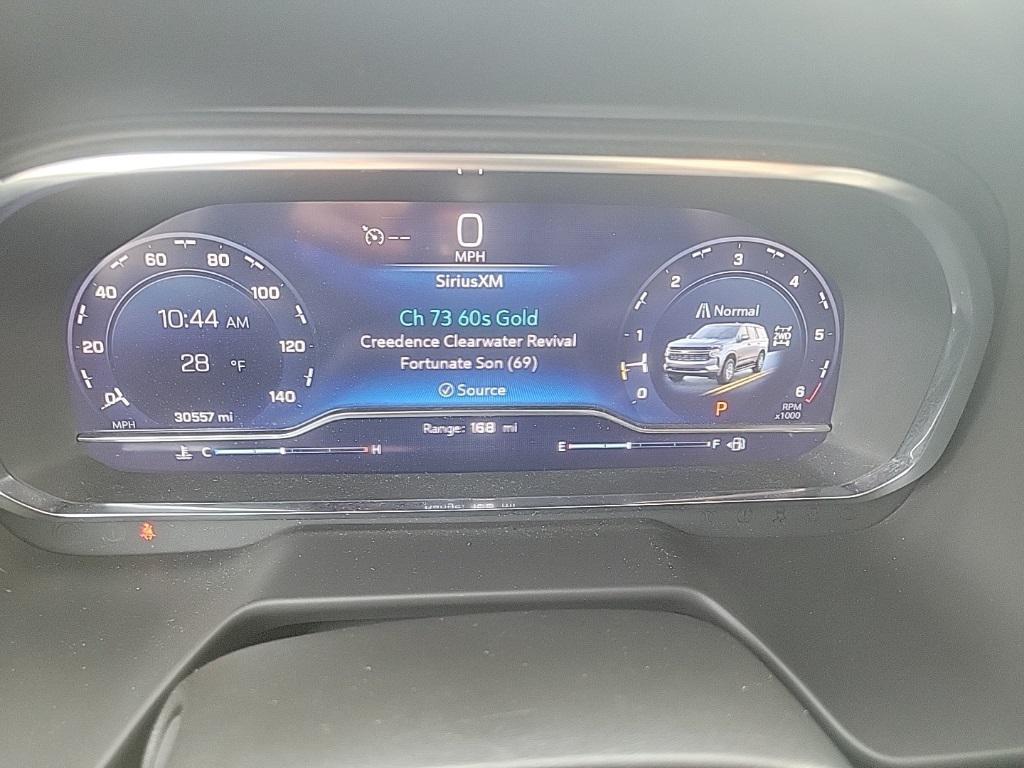 0
MPH
SiriusXM
Ch 73 60s Gold
Creedence Clearwater Revival
Fortunate Son (69)
Source
0 20 40 60 80 100 120 140
10:44 AM
28 °F
30557 mi
MPH
0 1 2 3 4 5 6
Normal
2WD
P
RPM
x1000
Range: 168 mi
C H
E F